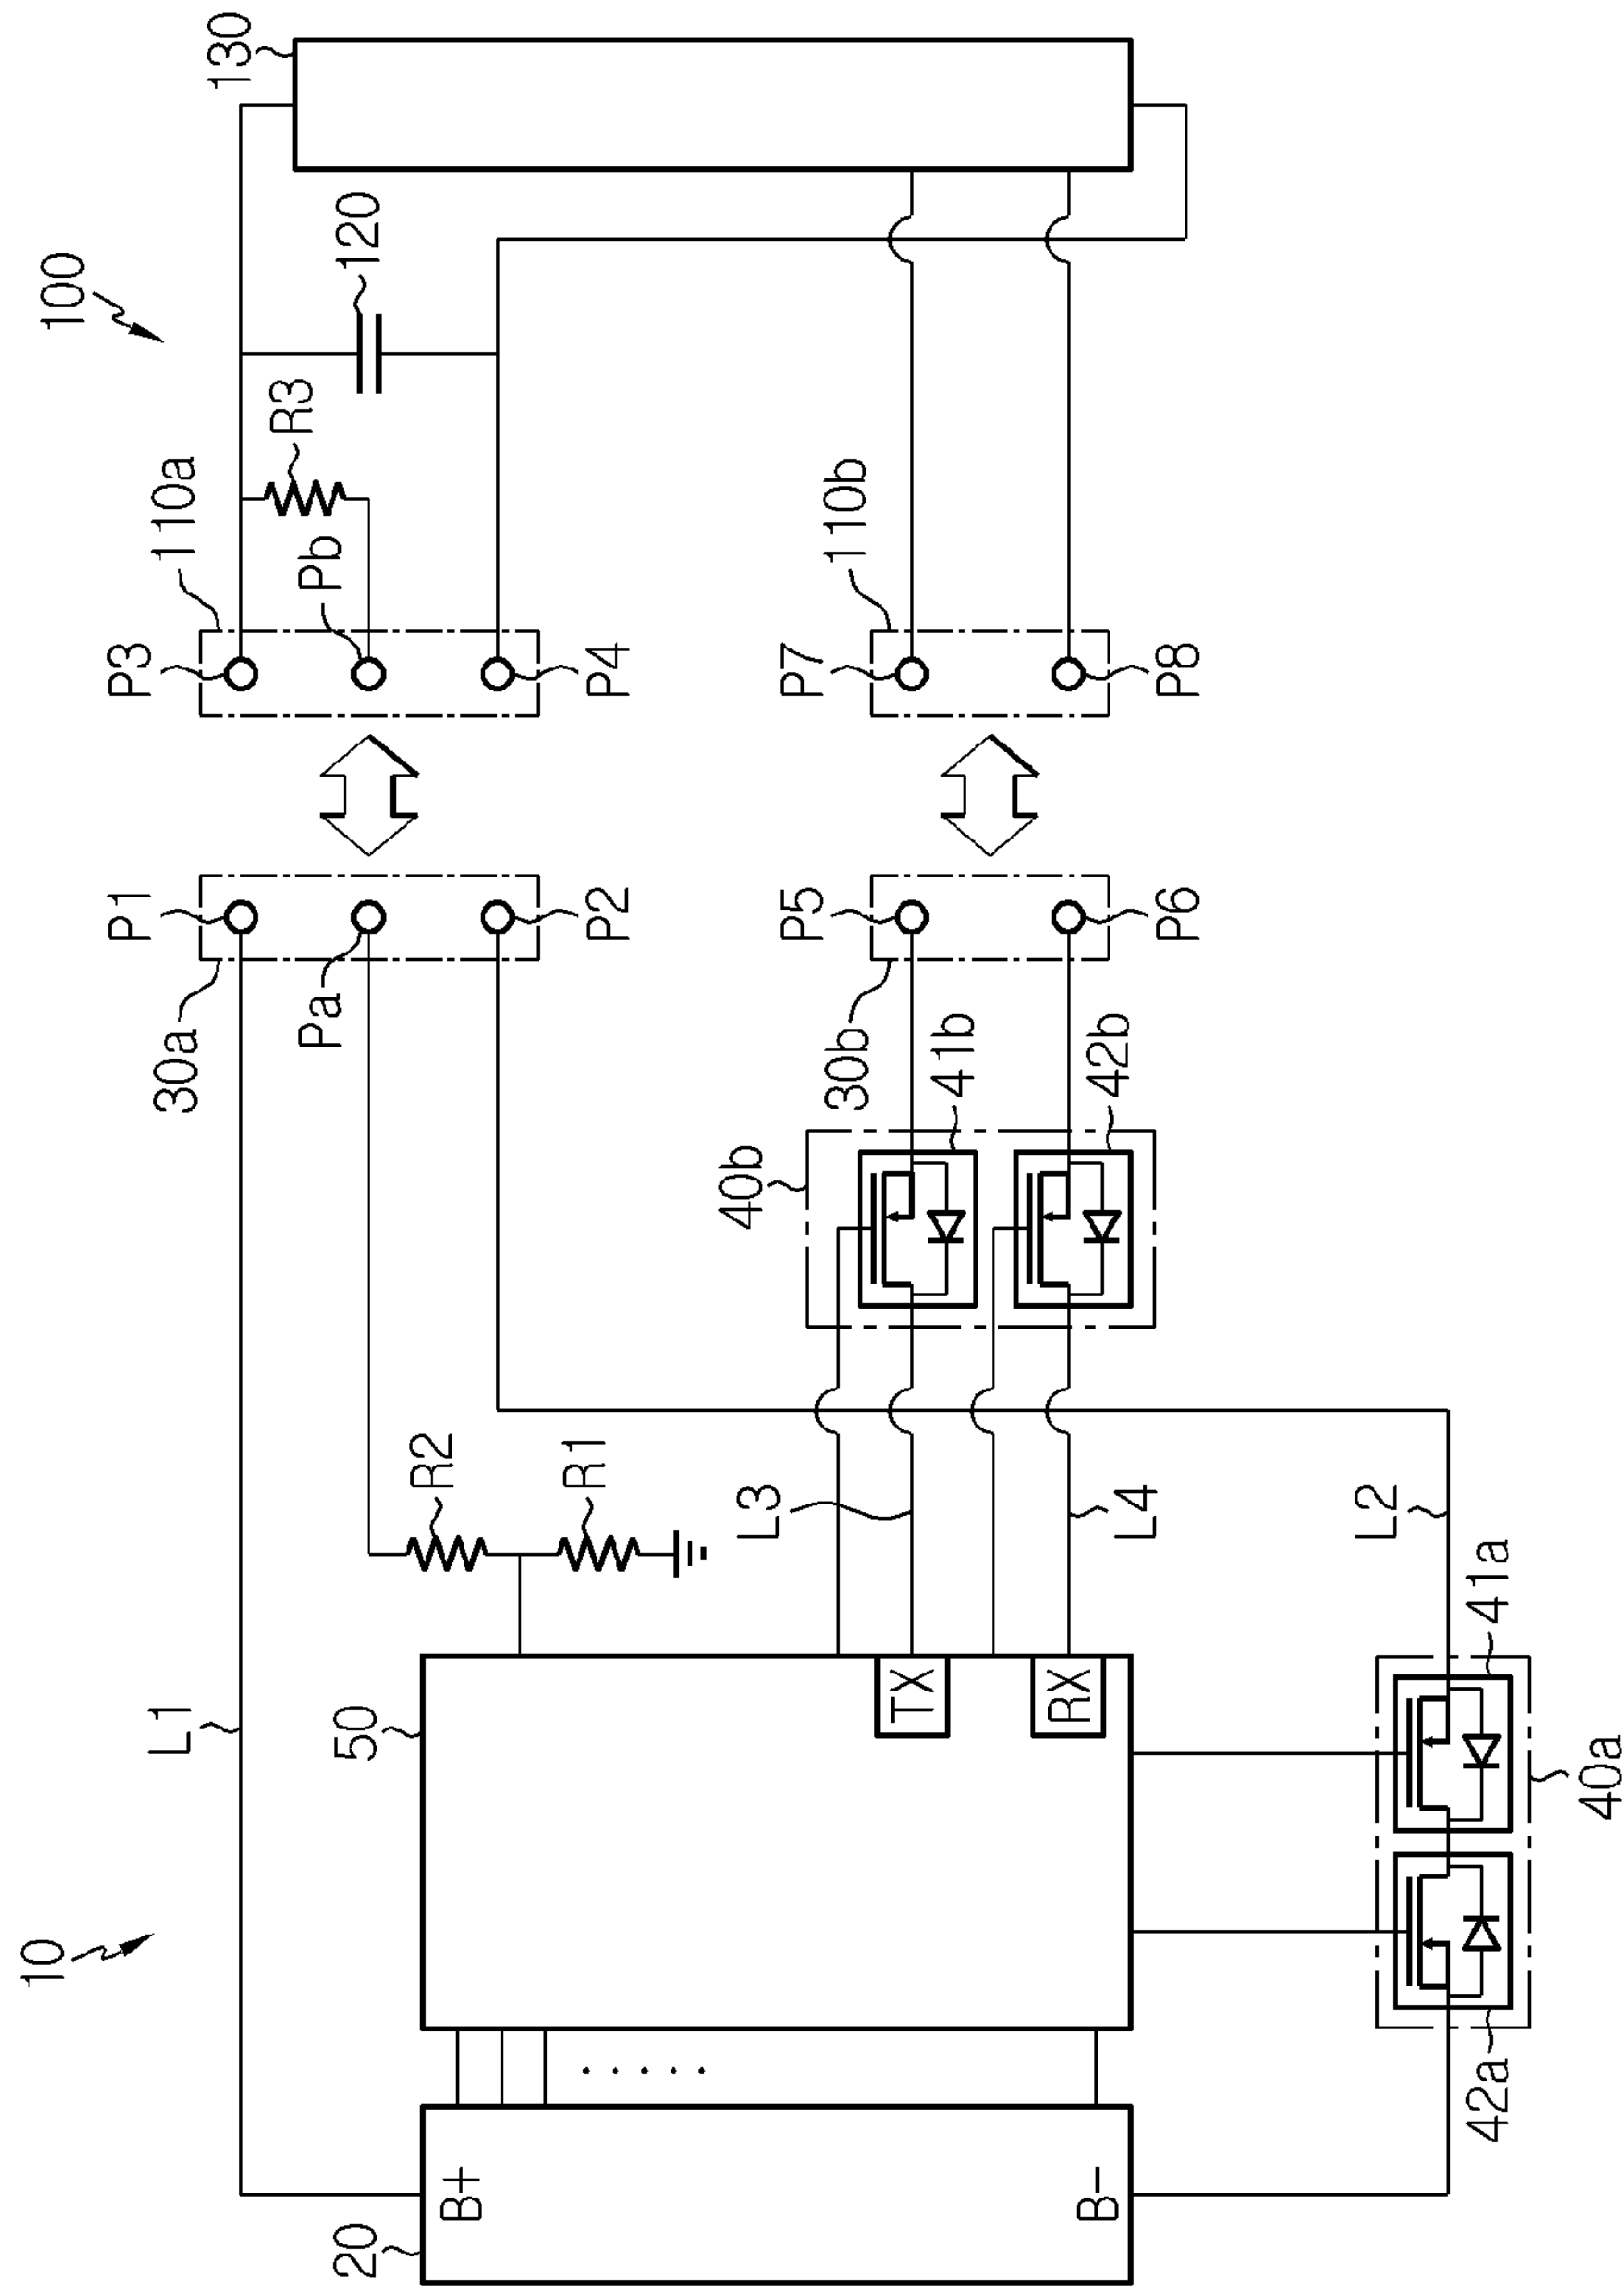 10
100
L1
30a
P1
P3
110a
130
20
B+
50
Pa
Pb
R3
120
R2
P2
P4
R1
40b
L3
30b
P5
P7
110b
TX
41b
RX
B-
L4
42b
P6
P8
L2
42a
41a
40a